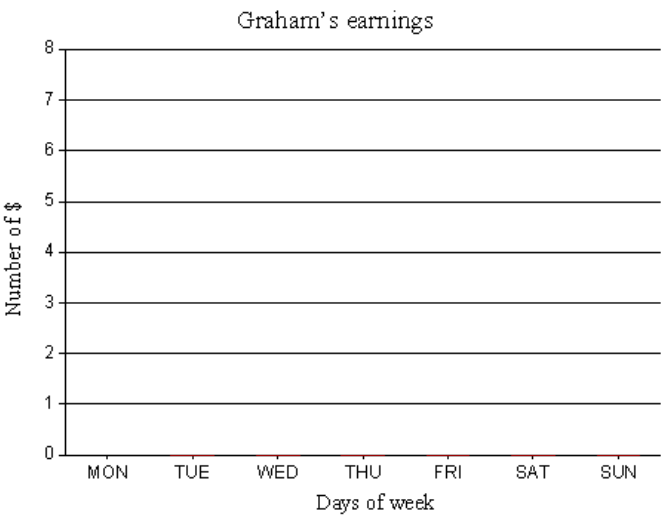 Graham's earnings
Number of $
8
7
6
5
4
3
2
1
0
MON TUE WED THU FRI SAT SUN
Days of week